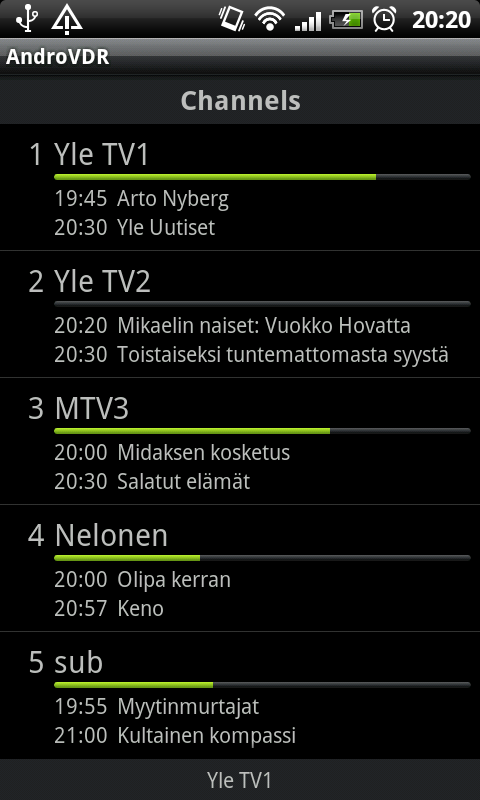 20:20
AndroVDR
Channels
1 Yle TV1
19:45 Arto Nyberg
20:30 Yle Uutiset
2 Yle TV2
20:20 Mikaelin naiset: Vuokko Hovatta
20:30 Toistaiseksi tuntemattomasta syystä
3 MTV3
20:00 Midaksen kosketus
20:30 Salatut elämät
4 Nelonen
20:00 Olipa kerran
20:57 Keno
5 sub
19:55 Myytinmurtajat
21:00 Kultainen kompassi
Yle TV1